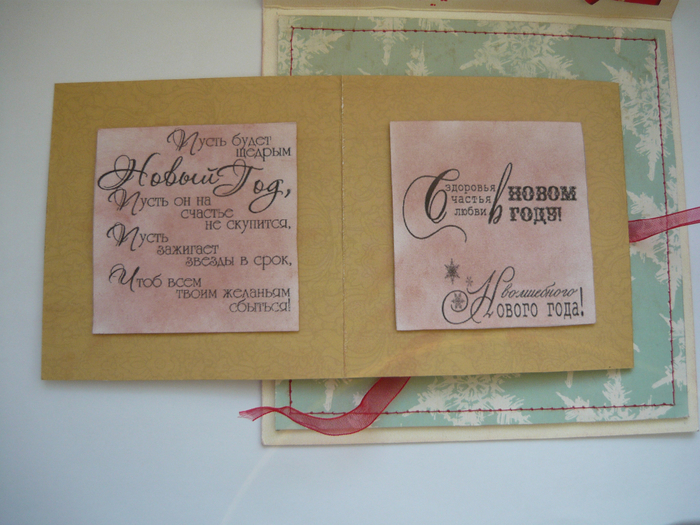 Пусть будет
щедрым
Новый Год,
Пусть он на
счастье
не скупится,
Пусть
зажигает
звезды в срок,
Чтоб всем
твоим желаньям
сбыться!
Здоровья
Счастья
любви
в НОВОМ
ГОДУ!
волшебного
Нового года!